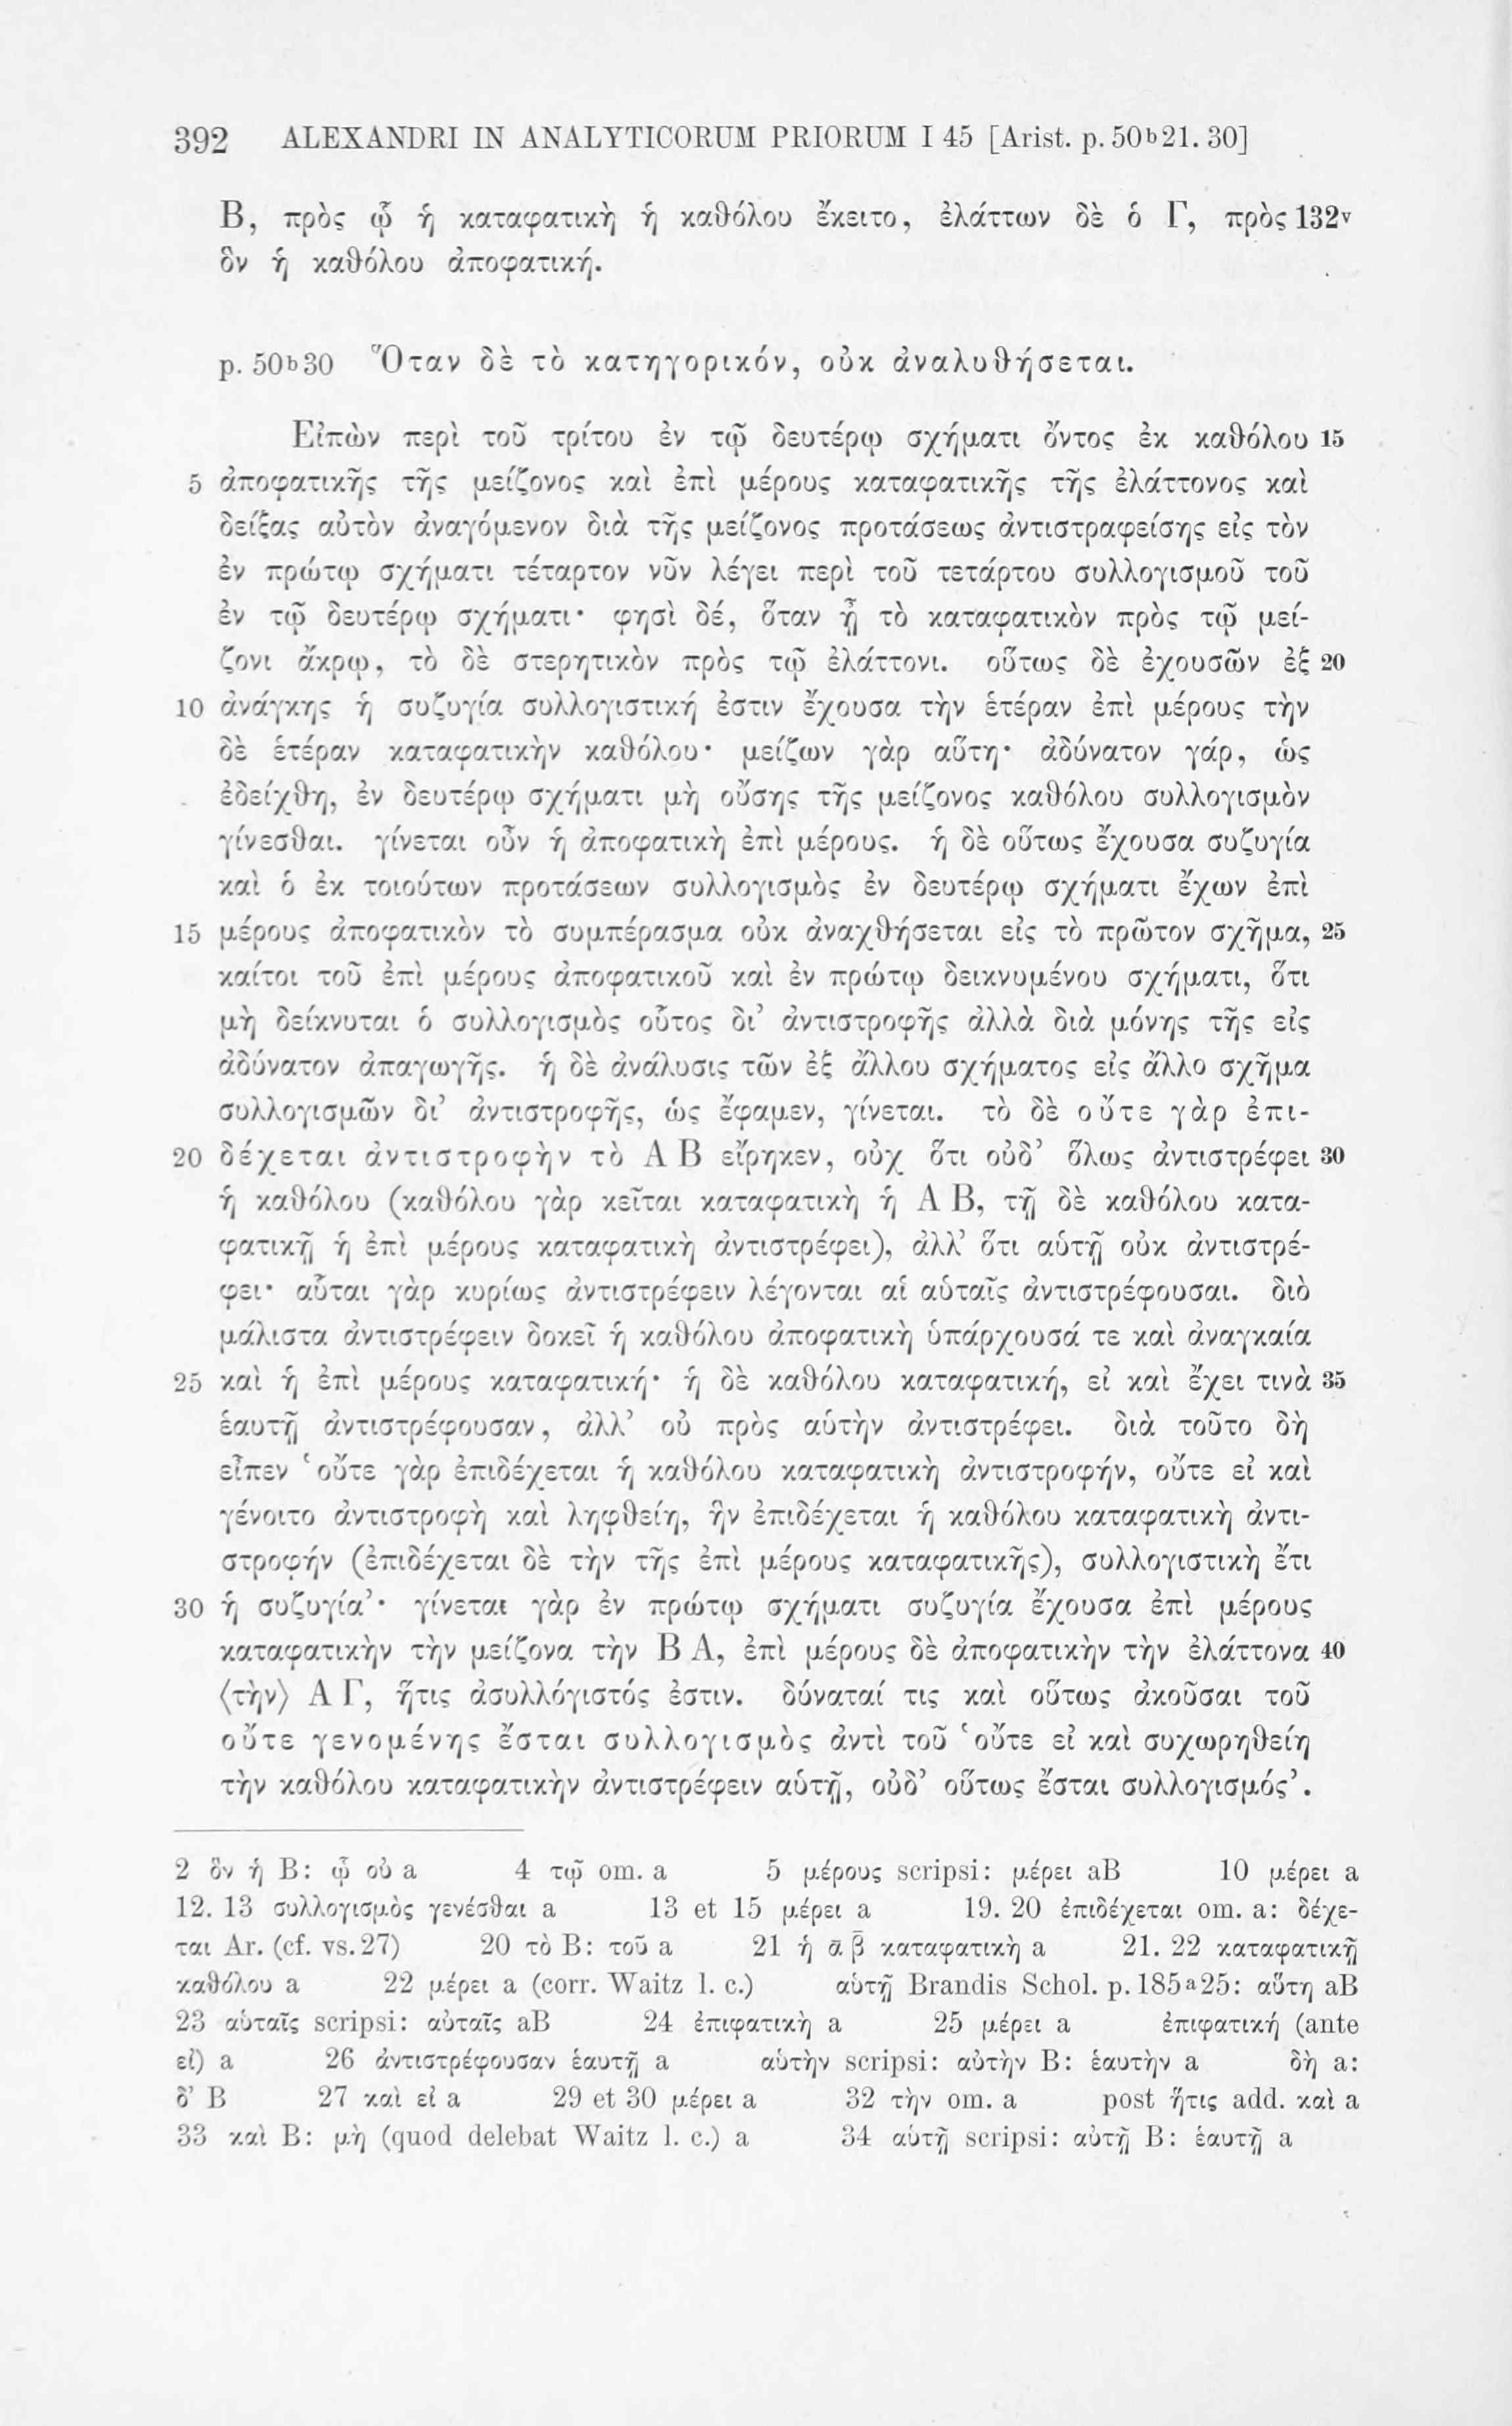 392 ALEXANDRI IN ANALYTICORUM PRIORUM I 45 [Arist. p. 50b21. 30]
Β, πρὸς ᾧ ἡ καταφατικὴ ἡ καθόλου ἔκειτο, ἐλάττων δὲ ὁ Γ, πρὸς 132v
ὃν ἡ καθόλου ἀποφατική.
p. 50b30 Ὅταν δὲ τὸ κατηγορικόν, οὐκ ἀναλυθήσεται.
Εἰπὼν περὶ τοῦ τρίτου ἐν τῷ δευτέρῳ σχήματι ὄντος ἐκ καθόλου 15
5 ἀποφατικῆς τῆς μείζονος καὶ ἐπὶ μέρους καταφατικῆς τῆς ἐλάττονος καὶ
δείξας αὐτὸν ἀναγόμενον διὰ τῆς μείζονος προτάσεως ἀντιστραφείσης εἰς τὸν
ἐν πρώτῳ σχήματι τέταρτον νῦν λέγει περὶ τοῦ τετάρτου συλλογισμοῦ τοῦ
ἐν τῷ δευτέρῳ σχήματι· φησὶ δέ, ὅταν ᾖ τὸ καταφατικὸν πρὸς τῷ μεί-
ζονι ἄκρῳ, τὸ δὲ στερητικὸν πρὸς τῷ ἐλάττονι. οὕτως δὲ ἐχουσῶν ἐξ 20
10 ἀνάγκης ἡ συζυγία συλλογιστική ἐστιν ἔχουσα τὴν ἑτέραν ἐπὶ μέρους τὴν
δὲ ἑτέραν καταφατικὴν καθόλου· μείζων γὰρ αὕτη· ἀδύνατον γάρ, ὡς
ἐδείχθη, ἐν δευτέρῳ σχήματι μὴ οὔσης τῆς μείζονος καθόλου συλλογισμὸν
γίνεσθαι. γίνεται οὖν ἡ ἀποφατικὴ ἐπὶ μέρους. ἡ δὲ οὕτως ἔχουσα συζυγία
καὶ ὁ ἐκ τοιούτων προτάσεων συλλογισμὸς ἐν δευτέρῳ σχήματι ἔχων ἐπὶ
15 μέρους ἀποφατικὸν τὸ συμπέρασμα οὐκ ἀναχθήσεται εἰς τὸ πρῶτον σχῆμα, 25
καίτοι τοῦ ἐπὶ μέρους ἀποφατικοῦ καὶ ἐν πρώτῳ δεικνυμένου σχήματι, ὅτι
μὴ δείκνυται ὁ συλλογισμὸς οὗτος δι’ ἀντιστροφῆς ἀλλὰ διὰ μόνης τῆς εἰς
ἀδύνατον ἀπαγωγῆς. ἡ δὲ ἀνάλυσις τῶν ἐξ ἄλλου σχήματος εἰς ἄλλο σχῆμα
συλλογισμῶν δι’ ἀντιστροφῆς, ὡς ἔφαμεν, γίνεται. τὸ δὲ οὔτε γὰρ ἐπι-
20 δέχεται ἀντιστροφὴν τὸ Α Β εἴρηκεν, οὐχ ὅτι οὐδ’ ὅλως ἀντιστρέφει 30
ἡ καθόλου (καθόλου γὰρ κεῖται καταφατικὴ ἡ Α Β, τῇ δὲ καθόλου κατα-
φατικῇ ἡ ἐπὶ μέρους καταφατικὴ ἀντιστρέφει), ἀλλ’ ὅτι αὑτῇ οὐκ ἀντιστρέ-
φει· αὗται γὰρ κυρίως ἀντιστρέφειν λέγονται αἱ αὑταῖς ἀντιστρέφουσαι. διὸ
μάλιστα ἀντιστρέφειν δοκεῖ ἡ καθόλου ἀποφατικὴ ὑπάρχουσά τε καὶ ἀναγκαία
25 καὶ ἡ ἐπὶ μέρους καταφατική· ἡ δὲ καθόλου καταφατική, εἰ καὶ ἔχει τινὰ 35
ἑαυτῇ ἀντιστρέφουσαν, ἀλλ’ οὐ πρὸς αὑτὴν ἀντιστρέφει. διὰ τοῦτο δὴ
εἶπεν ‘οὔτε γὰρ ἐπιδέχεται ἡ καθόλου καταφατικὴ ἀντιστροφήν, οὔτε εἰ καὶ
γένοιτο ἀντιστροφὴ καὶ ληφθείη, ἣν ἐπιδέχεται ἡ καθόλου καταφατικὴ ἀντι-
στροφήν (ἐπιδέχεται δὲ τὴν τῆς ἐπὶ μέρους καταφατικῆς), συλλογιστικὴ ἔτι
30 ἡ συζυγία’· γίνεται γὰρ ἐν πρώτῳ σχήματι συζυγία ἔχουσα ἐπὶ μέρους
καταφατικὴν τὴν μείζονα τὴν Β Α, ἐπὶ μέρους δὲ ἀποφατικὴν τὴν ἐλάττονα 40
⟨τὴν⟩ Α Γ, ἥτις ἀσυλλόγιστός ἐστιν. δύναταί τις καὶ οὕτως ἀκοῦσαι τοῦ
οὔτε γενομένης ἔσται συλλογισμὸς ἀντὶ τοῦ ‘οὔτε εἰ καὶ συχωρηθείη
τὴν καθόλου καταφατικὴν ἀντιστρέφειν αὑτῇ, οὐδ’ οὕτως ἔσται συλλογισμός’.
2 ὃν ἡ B: ᾧ οὐ a 4 τῷ om. a 5 μέρους scripsi: μέρει aB 10 μέρει a
12. 13 συλλογισμὸς γενέσθαι a 13 et 15 μέρει a 19. 20 ἐπιδέχεται om. a: δέχε-
ται Ar. (cf. vs. 27) 20 τὸ B: τοῦ a 21 ἡ ᾱ β̄ καταφατικὴ a 21. 22 καταφατικῇ
καθόλου a 22 μέρει a (corr. Waitz l. c.) αὑτῇ Brandis Schol. p. 185a25: αὕτη aB
23 αὑταῖς scripsi: αὐταῖς aB 24 ἐπιφατικὴ a 25 μέρει a ἐπιφατική (ante
εἰ) a 26 ἀντιστρέφουσαν ἑαυτῇ a αὑτὴν scripsi: αὐτὴν B: ἑαυτὴν a δὴ a:
δ’ B 27 καὶ εἰ a 29 et 30 μέρει a 32 τὴν om. a post ἥτις add. καὶ a
33 καὶ B: μὴ (quod delebat Waitz l. c.) a 34 αὑτῇ scripsi: αὐτῇ B: ἑαυτῇ a